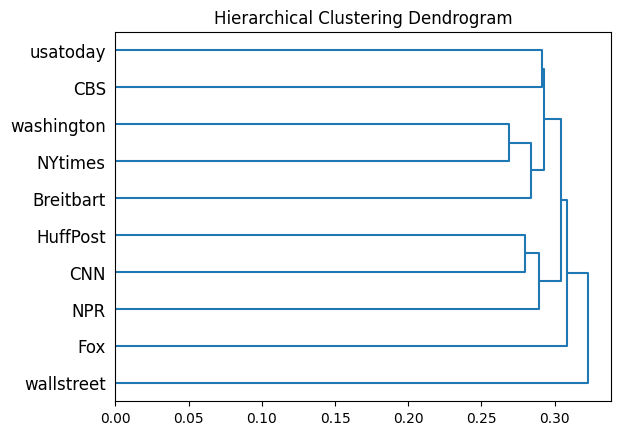 Hierarchical Clustering Dendrogram
usatoday
CBS
washington
NYtimes
Breitbart
HuffPost
CNN
NPR
Fox
wallstreet
0.00 0.05 0.10 0.15 0.20 0.25 0.30